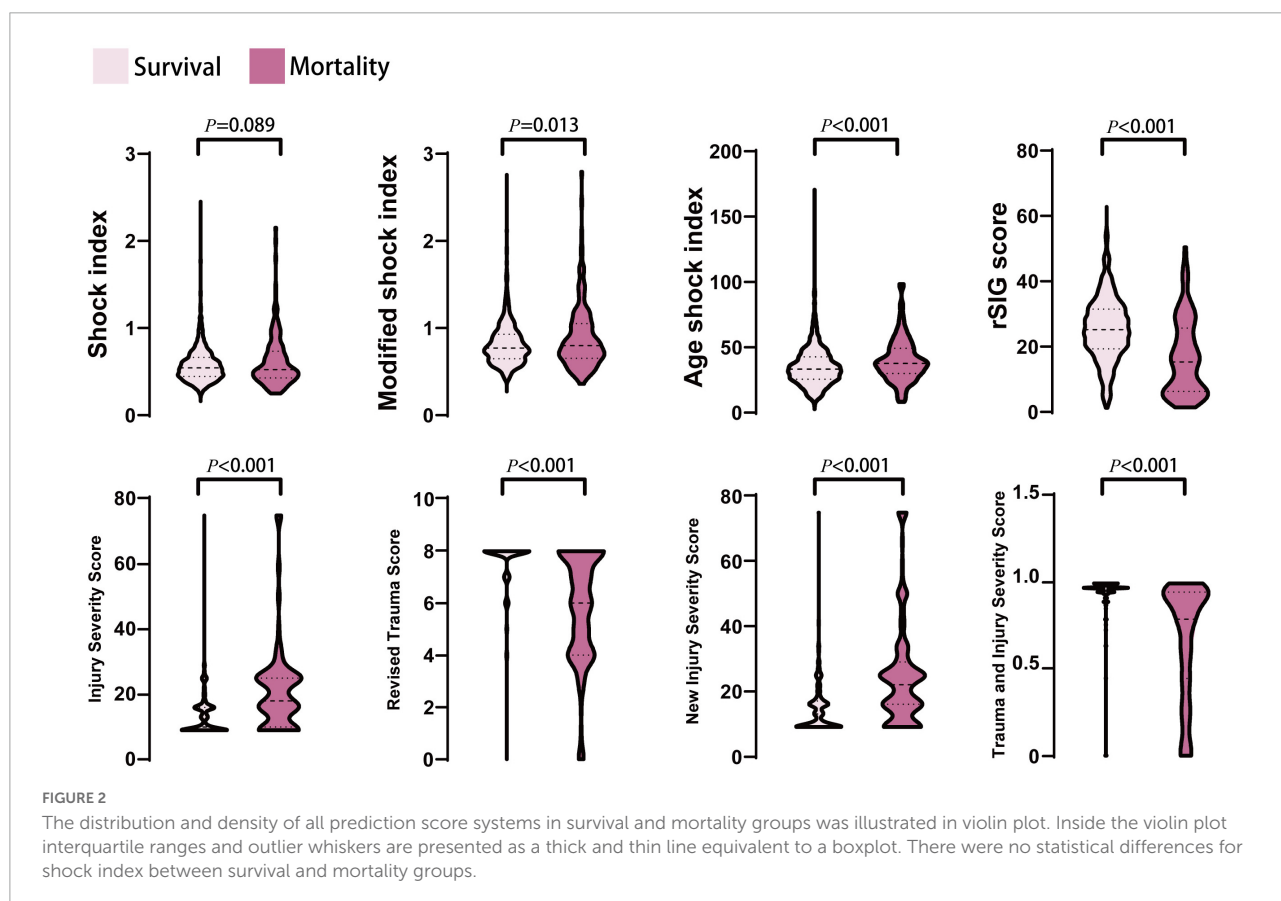 Survival Mortality
P=0.089
Shock index
3
2
1
0
P=0.013
Modified shock index
3
2
1
0
P<0.001
Age shock index
200
150
100
50
0
P<0.001
rSIG score
80
60
40
20
0
P<0.001
Injury Severity Score
80
60
40
20
0
P<0.001
Revised Trauma Score
10
8
6
4
2
0
P<0.001
New Injury Severity Score
80
60
40
20
0
P<0.001
Trauma and Injury Severity Score
1.5
1.0
0.5
0
FIGURE 2
The distribution and density of all prediction score systems in survival and mortality groups was illustrated in violin plot. Inside the violin plot
interquartile ranges and outlier whiskers are presented as a thick and thin line equivalent to a boxplot. There were no statistical differences for
shock index between survival and mortality groups.